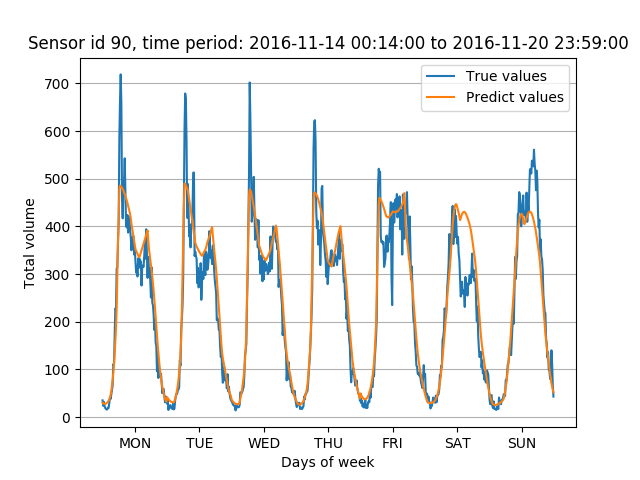 Sensor id 90, time period: 2016-11-14 00:14:00 to 2016-11-20 23:59:00
True values
Predict values
Total volume
700
600
500
400
300
200
100
0
MON TUE WED THU FRI SAT SUN
Days of week